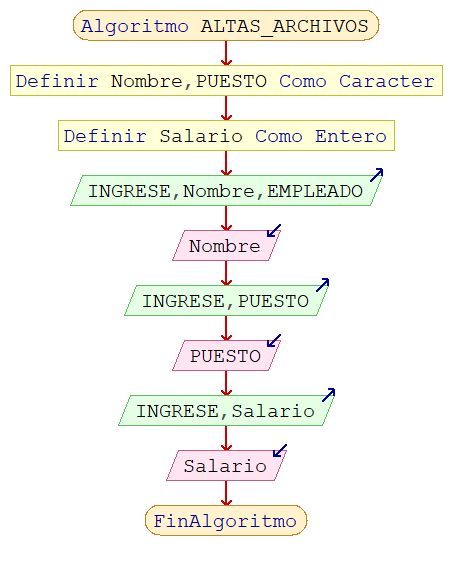 Algoritmo ALTAS_ARCHIVOS
Definir Nombre,PUESTO Como Caracter
Definir Salario Como Entero
INGRESE,Nombre,EMPLEADO
Nombre
INGRESE,PUESTO
PUESTO
INGRESE,Salario
Salario
FinAlgoritmo